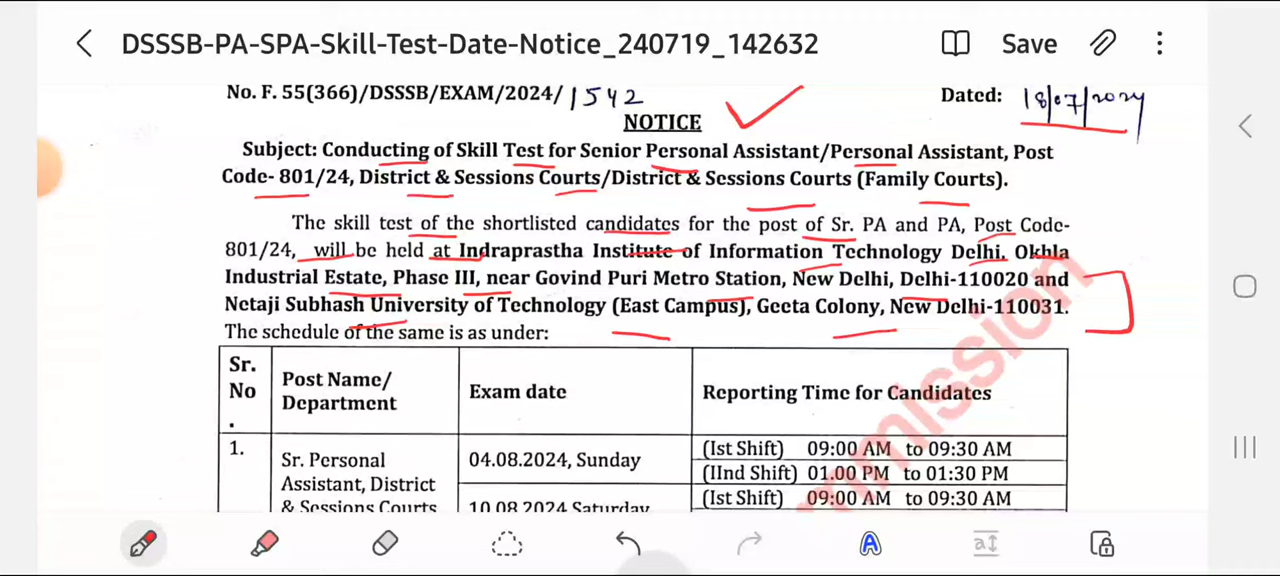 DSSSB-PA-SPA-Skill-Test-Date-Notice_240719_142632
Save
No. F. 55(366)/DSSSB/EXAM/2024/1542
Dated: 18/07/2024
NOTICE
Subject: Conducting of Skill Test for Senior Personal Assistant/Personal Assistant, Post
Code- 801/24, District & Sessions Courts/District & Sessions Courts (Family Courts).
The skill test of the shortlisted candidates for the post of Sr. PA and PA, Post Code-
801/24, will be held at Indraprastha Institute of Information Technology Delhi, Okhla
Industrial Estate, Phase III, near Govind Puri Metro Station, New Delhi, Delhi-110020 and
Netaji Subhash University of Technology (East Campus), Geeta Colony, New Delhi-110031.
The schedule of the same is as under:
Sr.
No
.
Post Name/
Department
Exam date
Reporting Time for Candidates
1.
Sr. Personal
Assistant, District
& Sessions Courts
04.08.2024, Sunday
(Ist Shift) 09:00 AM to 09:30 AM
(IInd Shift) 01.00 PM to 01:30 PM
10.08.2024 Saturday
(Ist Shift) 09:00 AM to 09:30 AM
mmission